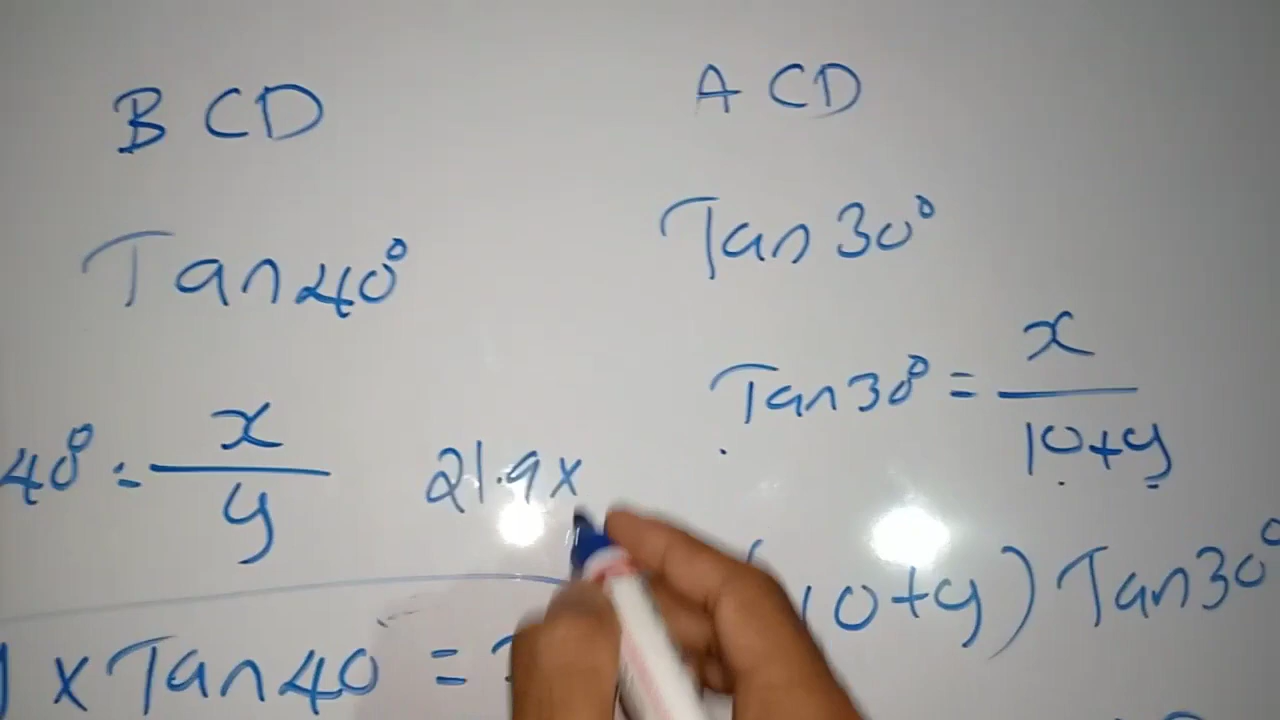 B CD
Tan40°
40° = x/y
21.9x
x Tan40 =
A CD
Tan30°
Tan30° = x/10+y
10+y) Tan30°